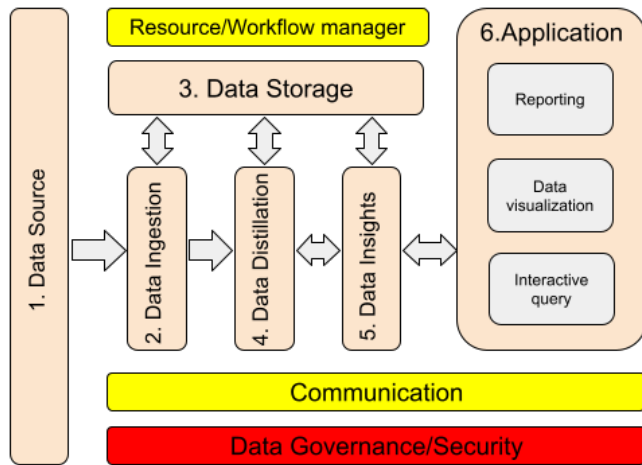 1. Data Source
Resource/Workflow manager
3. Data Storage
2. Data Ingestion
4. Data Distillation
5. Data Insights
6.Application
Reporting
Data
visualization
Interactive
query
Communication
Data Governance/Security